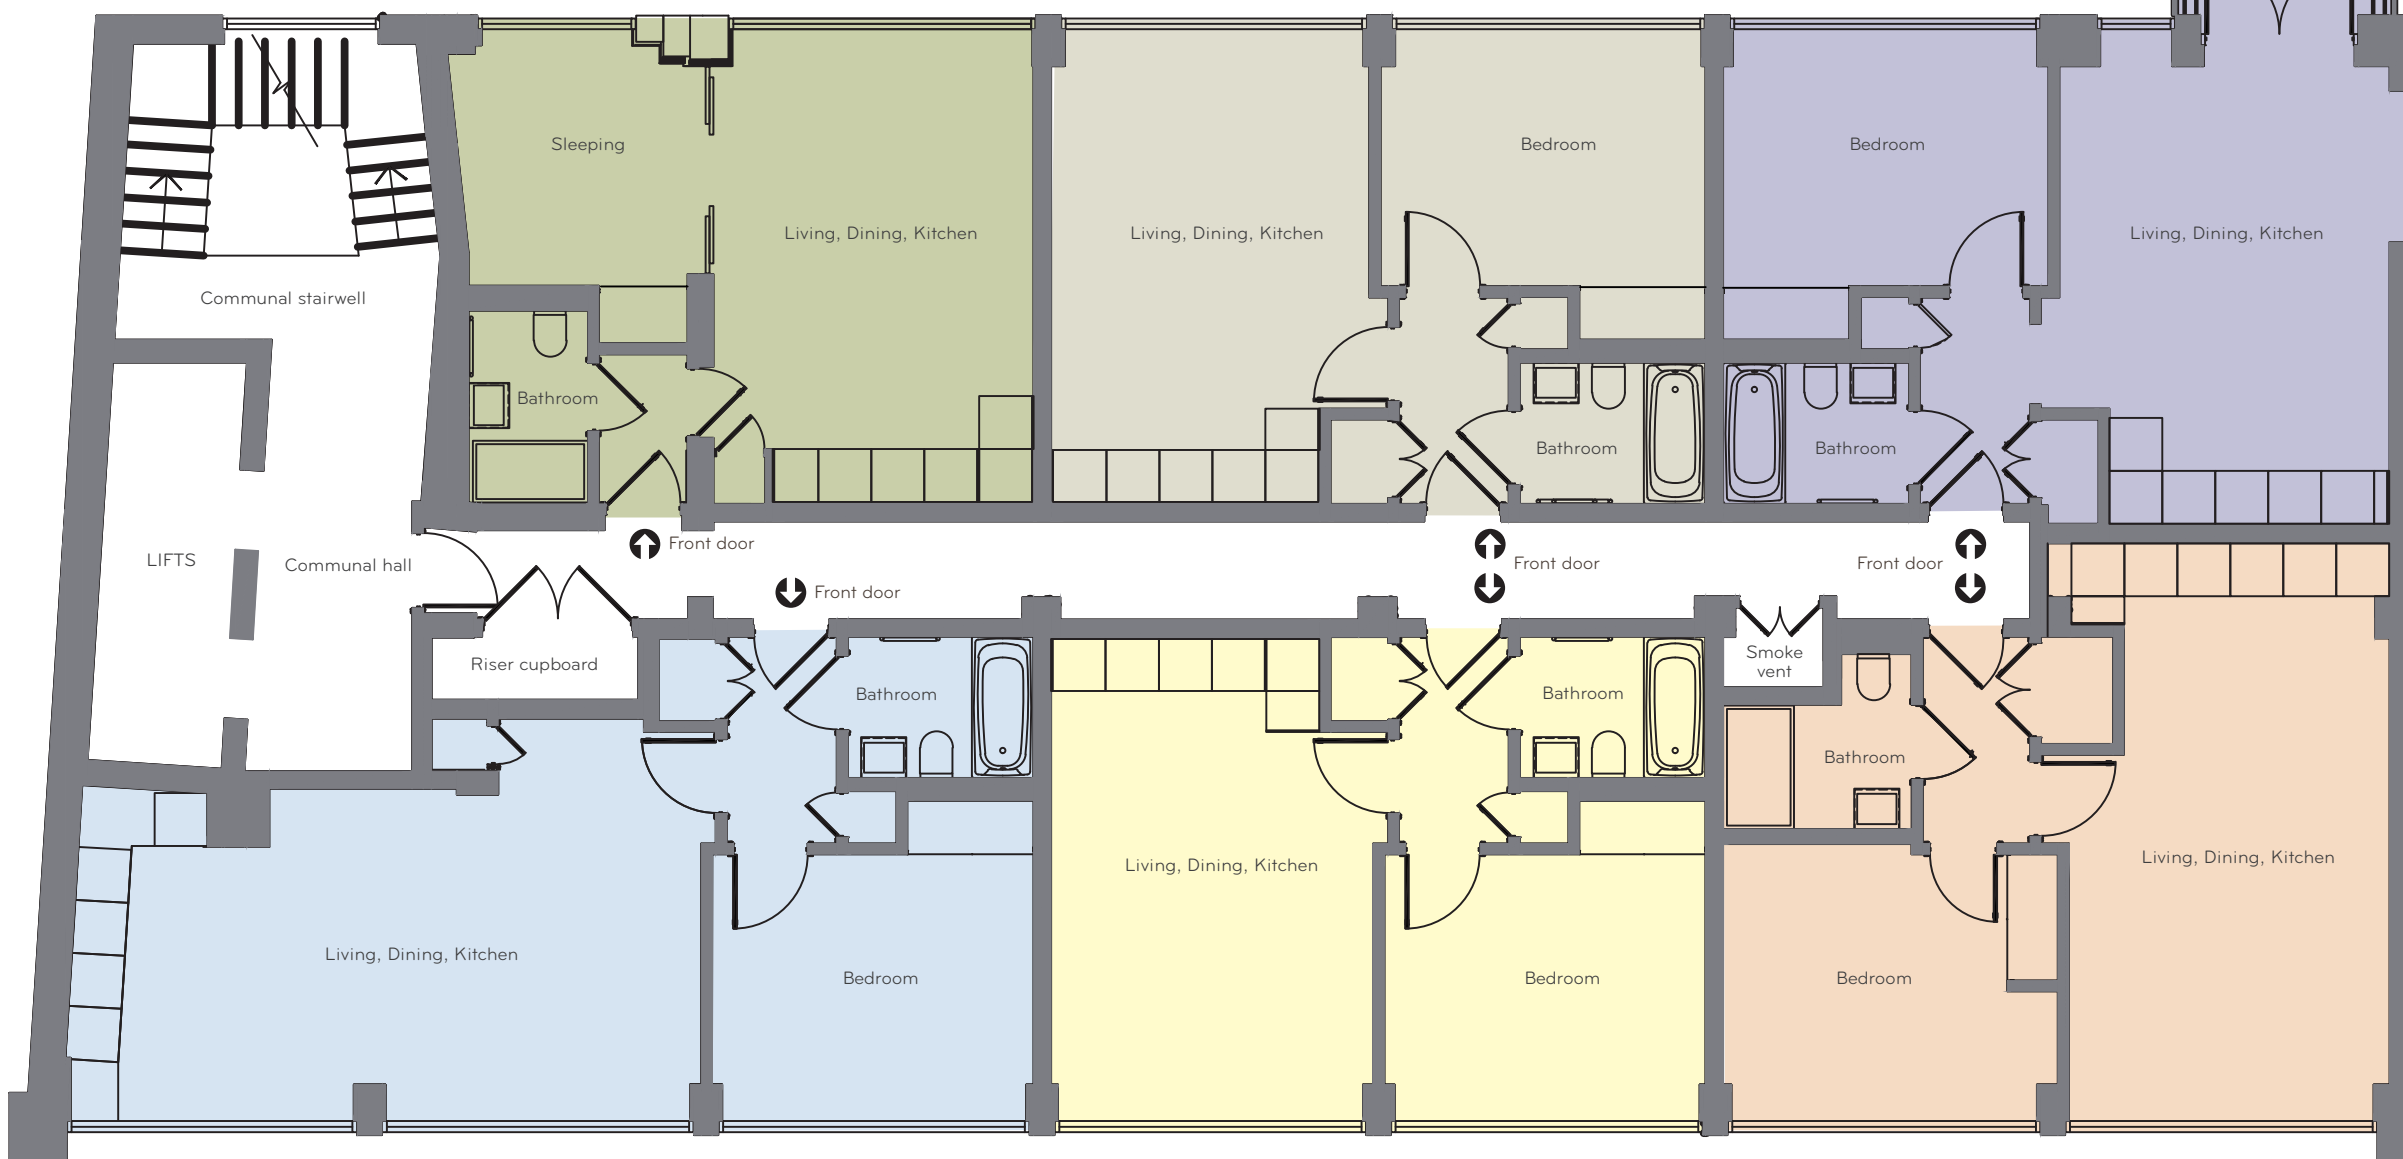 Sleeping
Bedroom
Bedroom
Living, Dining, Kitchen
Living, Dining, Kitchen
Living, Dining, Kitchen
Communal stairwell
Bathroom
Bathroom
Bathroom
Front door
LIFTS
Communal hall
Front door
Front door
Front door
Riser cupboard
Bathroom
Bathroom
Smoke
vent
Bathroom
Living, Dining, Kitchen
Living, Dining, Kitchen
Living, Dining, Kitchen
Bedroom
Bedroom
Bedroom